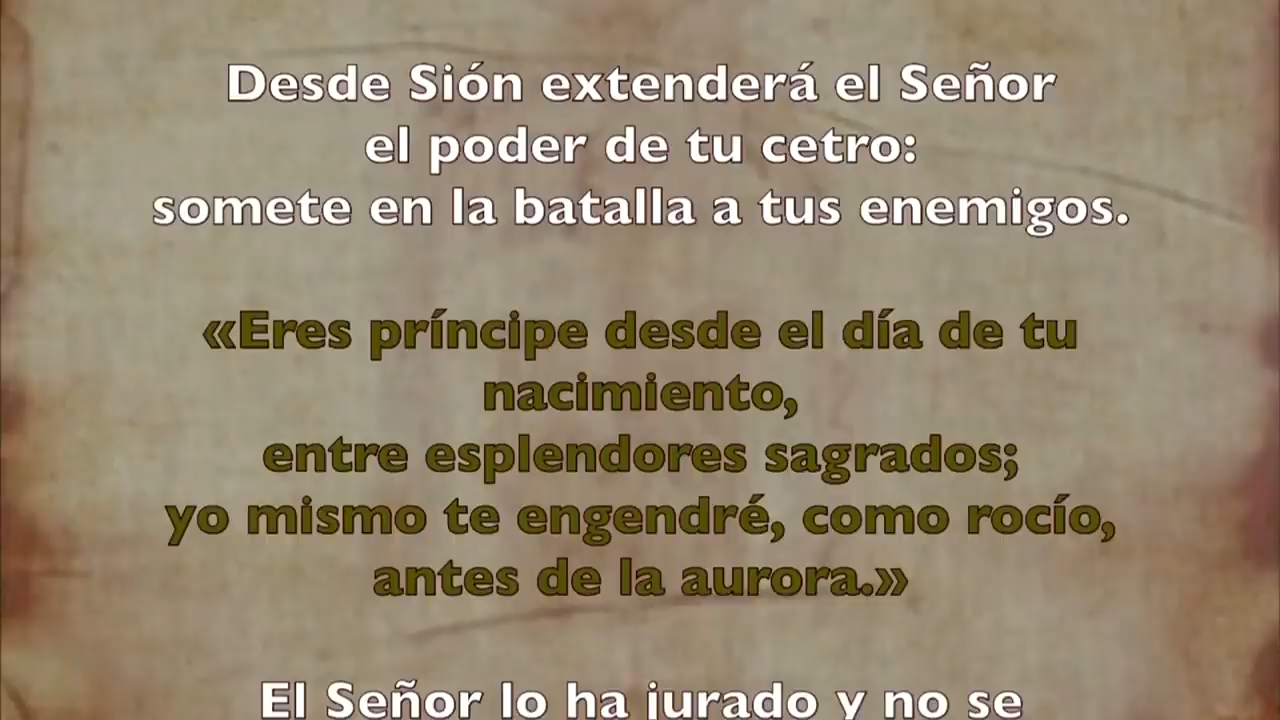 Desde Sión extenderá el Señor
el poder de tu cetro:
somete en la batalla a tus enemigos.
«Eres príncipe desde el día de tu
nacimiento,
entre esplendores sagrados;
yo mismo te engendré, como rocío,
antes de la aurora.»
El Señor lo ha jurado y no se